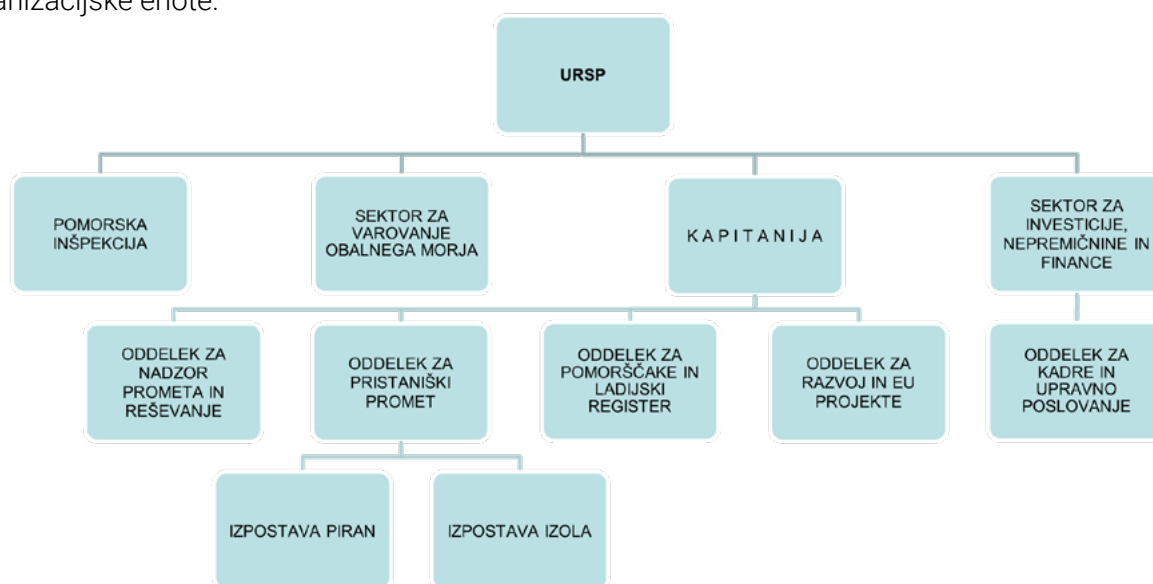 URSP
POMORSKA
INŠPEKCIJA
SEKTOR ZA
VAROVANJE
OBALNEGA MORJA
KAPITANIJA
SEKTOR ZA
INVESTICIJE,
NEPREMIČNINE IN
FINANCE
ODDELEK ZA
NADZOR
PROMETA IN
REŠEVANJE
ODDELEK ZA
PRISTANIŠKI
PROMET
ODDELEK ZA
POMORŠČAKE IN
LADIJSKI
REGISTER
ODDELEK ZA
RAZVOJ IN EU
PROJEKTE
ODDELEK ZA
KADRE IN
UPRAVNO
POSLOVANJE
IZPOSTAVA PIRAN
IZPOSTAVA IZOLA